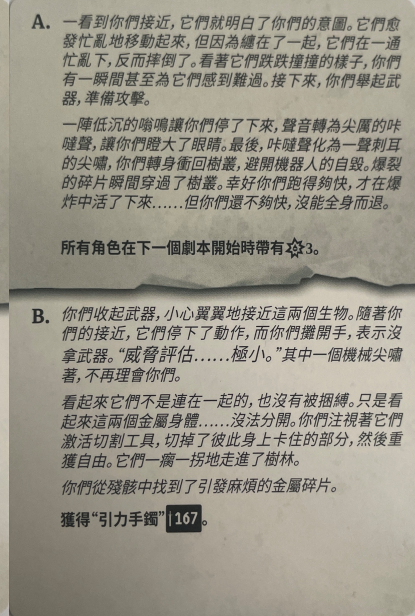 A. 一看到你們接近，它們就明白了你們的意圖。它們愈
發忙亂地移動起來，但因為纏在了一起，它們在一通
忙亂下，反而摔倒了。看著它們跌跌撞撞的樣子，你們
有一瞬間甚至為它們感到難過。接下來，你們舉起武
器，準備攻擊。
一陣低沉的嗡鳴讓你們停了下來，聲音轉為尖厲的咔
噠聲，讓你們瞪大了眼睛。最後，咔噠聲化為一聲刺耳
的尖嘯，你們轉身衝回樹叢，避開機器人的自毀。爆裂
的碎片瞬間穿過了樹叢。幸好你們跑得夠快，才在爆
炸中活了下來……但你們還不夠快，沒能全身而退。
所有角色在下一個劇本開始時帶有3。
B. 你們收起武器，小心翼翼地接近這兩個生物。隨著你
們的接近，它們停下了動作，而你們攤開手，表示沒
拿武器。“威脅評估……極小。”其中一個機械尖嘯
著，不再理會你們。
看起來它們不是連在一起的，也沒有被捆縛。只是看
起來這兩個金屬身體……沒法分開。你們注視著它們
激活切割工具，切掉了彼此身上卡住的部分，然後重
獲自由。它們一瘸一拐地走進了樹林。
你們從殘骸中找到了引發麻煩的金屬碎片。
獲得“引力手鐲”167。